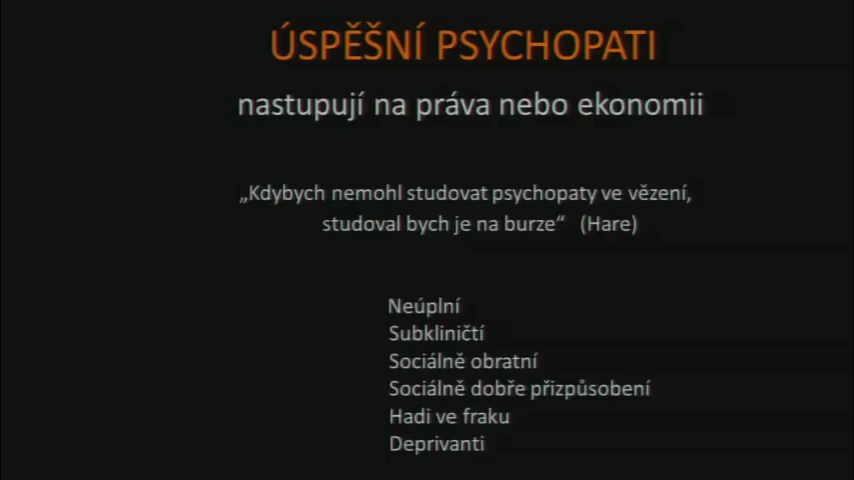 ÚSPĚŠNÍ PSYCHOPATI
nastupují na práva nebo ekonomii
„Kdybych nemohl studovat psychopaty ve vězení,
studoval bych je na burze“ (Hare)
Neúplní
Subkliničtí
Sociálně obratní
Sociálně dobře přizpůsobení
Hadi ve fraku
Deprivanti